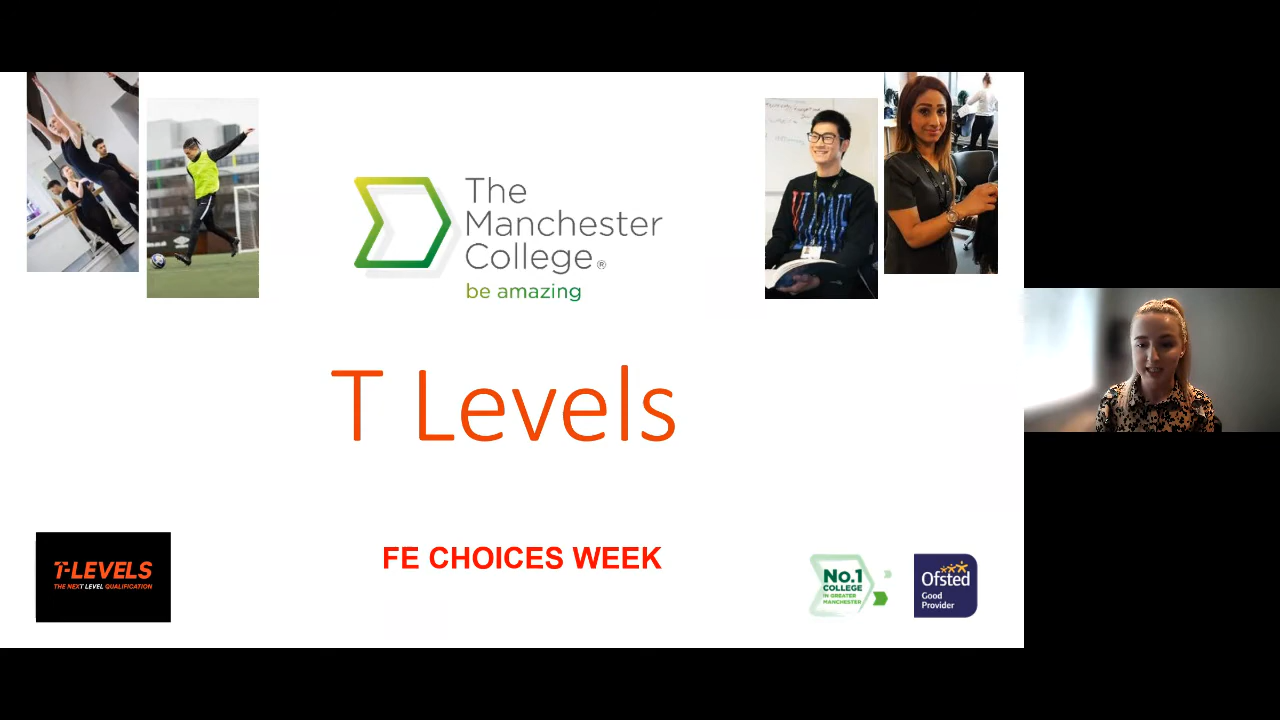 The
Manchester
College®
be amazing
T Levels
FE CHOICES WEEK
T-LEVELS
THE NEXT LEVEL QUALIFICATION
No.1
COLLEGE
IN GREATER
MANCHESTER
Ofsted
Good
Provider